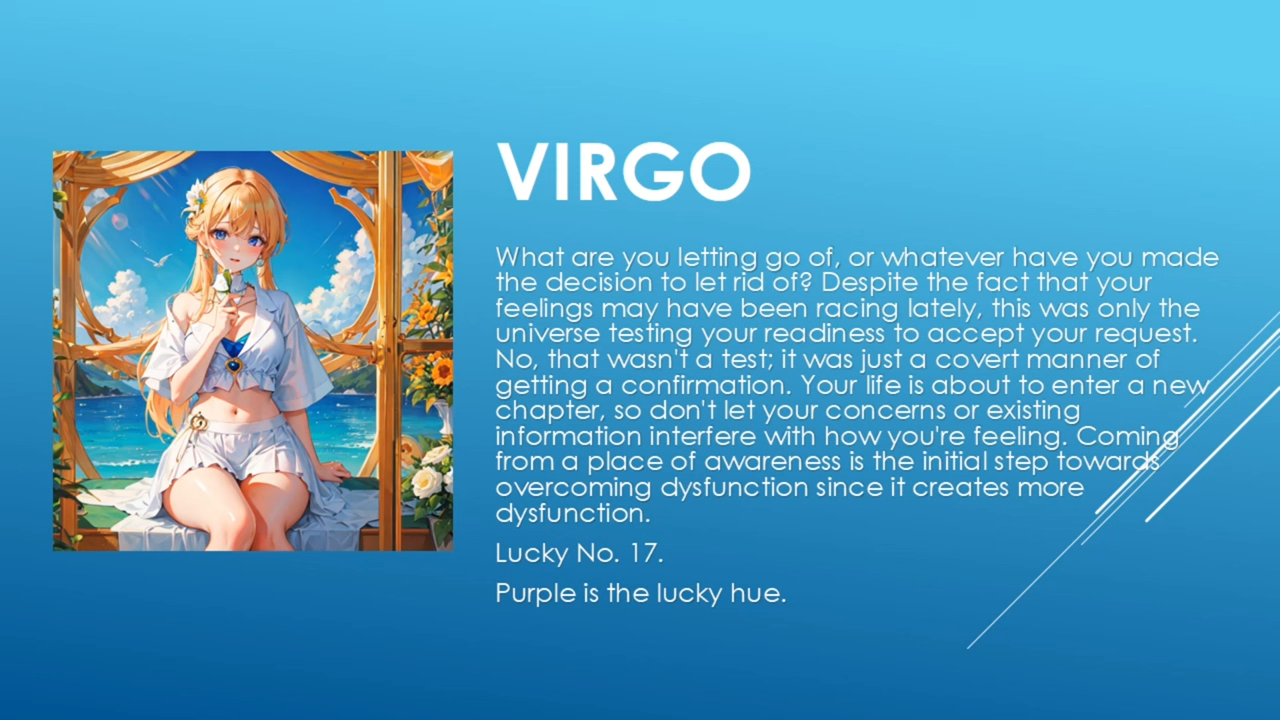 VIRGO
What are you letting go of, or whatever have you made
the decision to let rid of? Despite the fact that your
feelings may have been racing lately, this was only the
universe testing your readiness to accept your request.
No, that wasn't a test; it was just a covert manner of
getting a confirmation. Your life is about to enter a new
chapter, so don't let your concerns or existing
information interfere with how you're feeling. Coming
from a place of awareness is the initial step towards
overcoming dysfunction since it creates more
dysfunction.
Lucky No. 17.
Purple is the lucky hue.